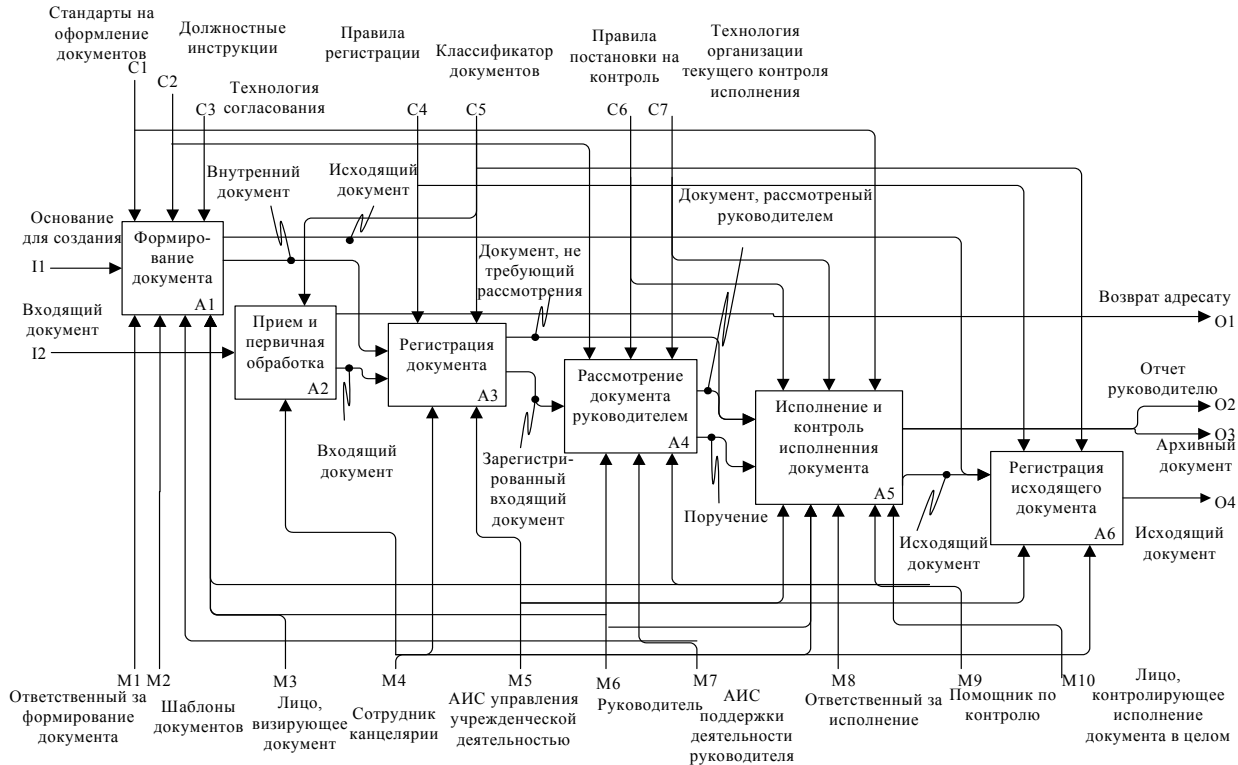 Стандарты на
оформление
документов
C1
Должностные
инструкции
C2
Технология
согласования
C3
Правила
регистрации
C4
Классификатор
документов
C5
Правила
постановки на
контроль
C6
Технология
организации
текущего контроля
исполнения
C7
Внутренний
документ
Исходящий
документ
Документ, рассмотреный
руководителем
Основание
для создания
I1
Формиро-
вание
документа
A1
Документ, не
требующий
рассмотрения
Входящий
документ
I2
Прием и
первичная
обработка
A2
Регистрация
документа
A3
Рассмотрение
документа
руководителем
A4
Исполнение и
контроль
исполненния
документа
A5
Регистрация
исходящего
документа
A6
Возврат адресату
O1
Отчет
руководителю
O2
O3
Архивный
документ
O4
Исходящий
документ
Входящий
документ
Зарегистри-
рованный
входящий
документ
Поручение
Исходящий
документ
M1
Ответственный за
формирование
документа
M2
Шаблоны
документов
M3
Лицо,
визирующее
документ
M4
Сотрудник
канцелярии
M5
АИС управления
учрежденческой
деятельностью
M6
Руководитель
M7
АИС
поддержки
деятельности
руководителя
M8
Ответственный за
исполнение
M9
Помощник по
контролю
M10
Лицо,
контролирующее
исполнение
документа в целом